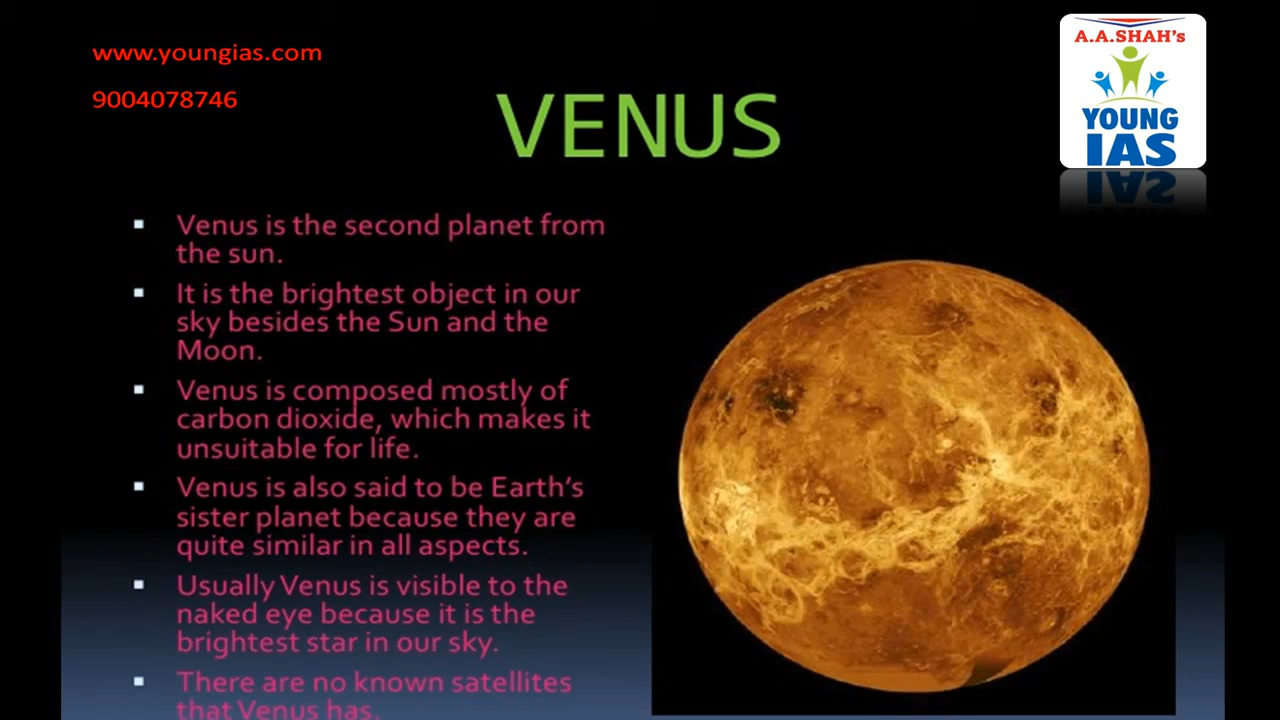 www.youngias.com
9004078746
A.A.SHAH's
YOUNG
IAS
VENUS
Venus is the second planet from
the sun.
It is the brightest object in our
sky besides the Sun and the
Moon.
Venus is composed mostly of
carbon dioxide, which makes it
unsuitable for life.
Venus is also said to be Earth's
sister planet because they are
quite similar in all aspects.
Usually Venus is visible to the
naked eye because it is the
brightest star in our sky.
There are no known satellites
that Venus has.